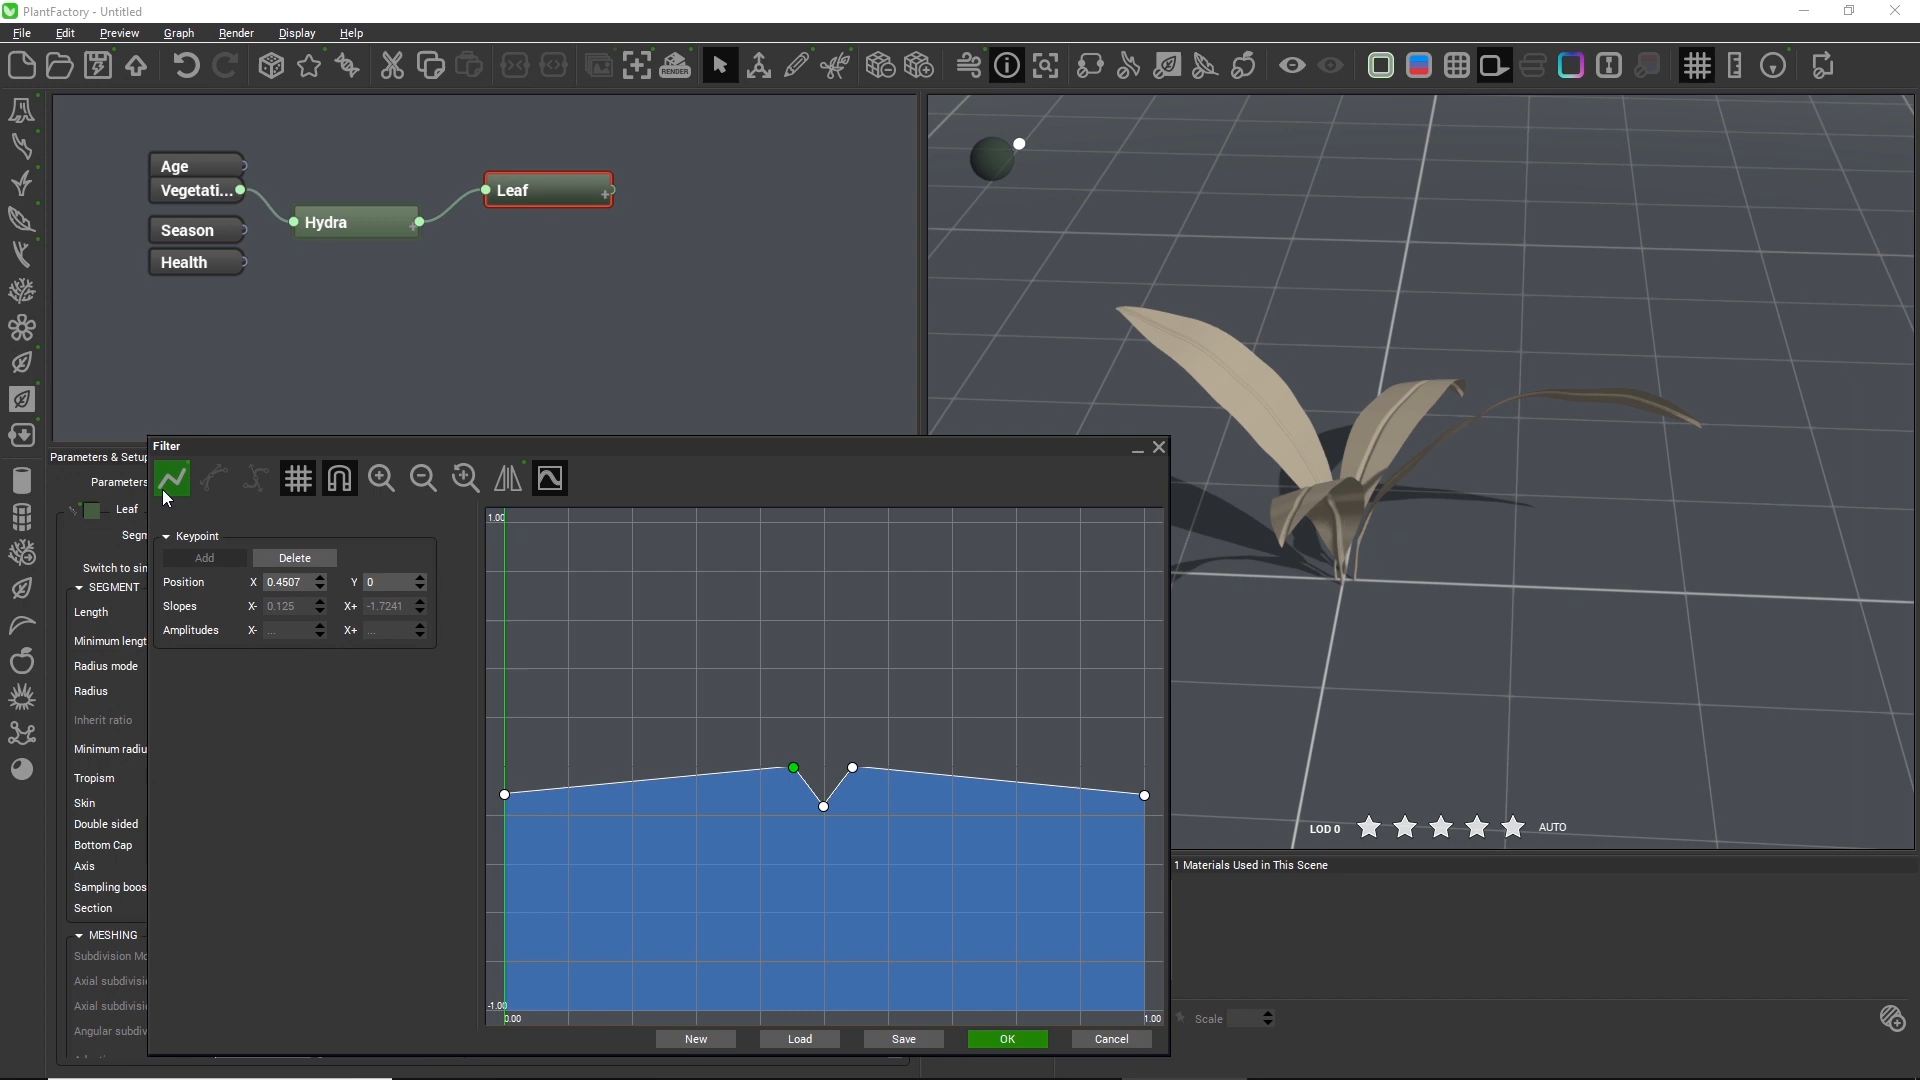 PlantFactory - Untitled
File Edit Preview Graph Render Display Help
RENDER
Age
Vegetati...
Season
Health
Hydra
Leaf
Parameters & Setup
Parameters
Leaf
Segm
Switch to sin
SEGMENT
Length
Minimum lengt
Radius mode
Radius
Inherit ratio
Minimum radiu
Tropism
Skin
Double sided
Bottom Cap
Axis
Sampling boos
Section
MESHING
Subdivision Mo
Axial subdivisi
Axial subdivisi
Angular subdiv
Filter
Keypoint
Add Delete
Position X 0.4507 Y 0
Slopes X- 0.125 X+ -1.7241
Amplitudes X- ... X+ ...
1.00
-1.00
0.00 1.00
New Load Save OK Cancel
LOD 0 AUTO
1 Materials Used in This Scene
Scale